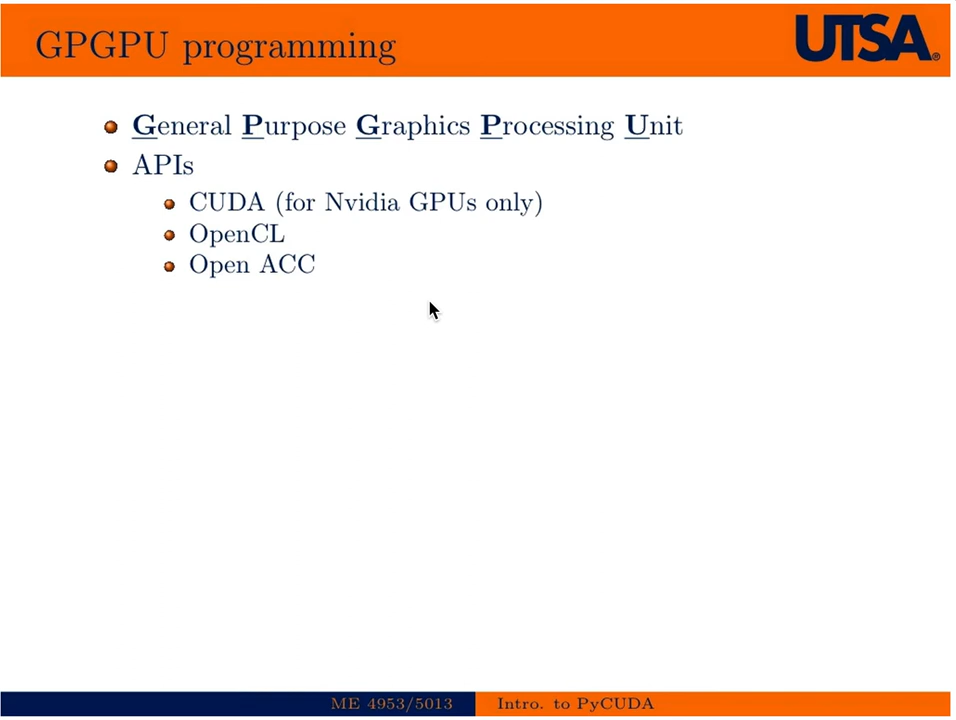 GPGPU programming
UTSA®
General Purpose Graphics Processing Unit
APIs
CUDA (for Nvidia GPUs only)
OpenCL
Open ACC
ME 4953/5013
Intro. to PyCUDA